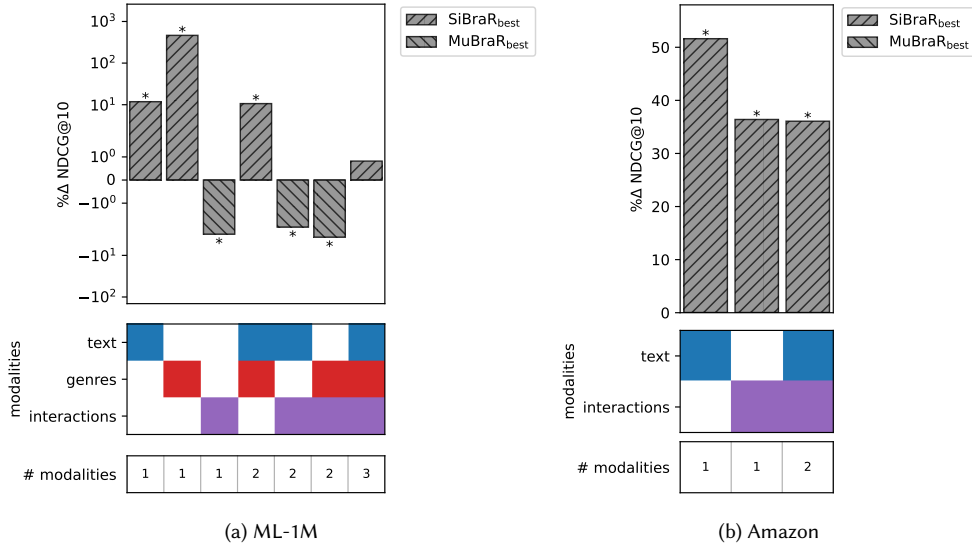 10³
10²
10¹
10⁰
0
−10⁰
−10¹
−10²
%Δ NDCG@10
*
*
*
*
*
*
SiBraR_best
MuBraR_best
text
genres
interactions
modalities
# modalities
1 1 1 2 2 2 3
(a) ML-1M
50
40
30
20
10
0
%Δ NDCG@10
*
*
*
SiBraR_best
MuBraR_best
text
interactions
modalities
# modalities
1 1 2
(b) Amazon